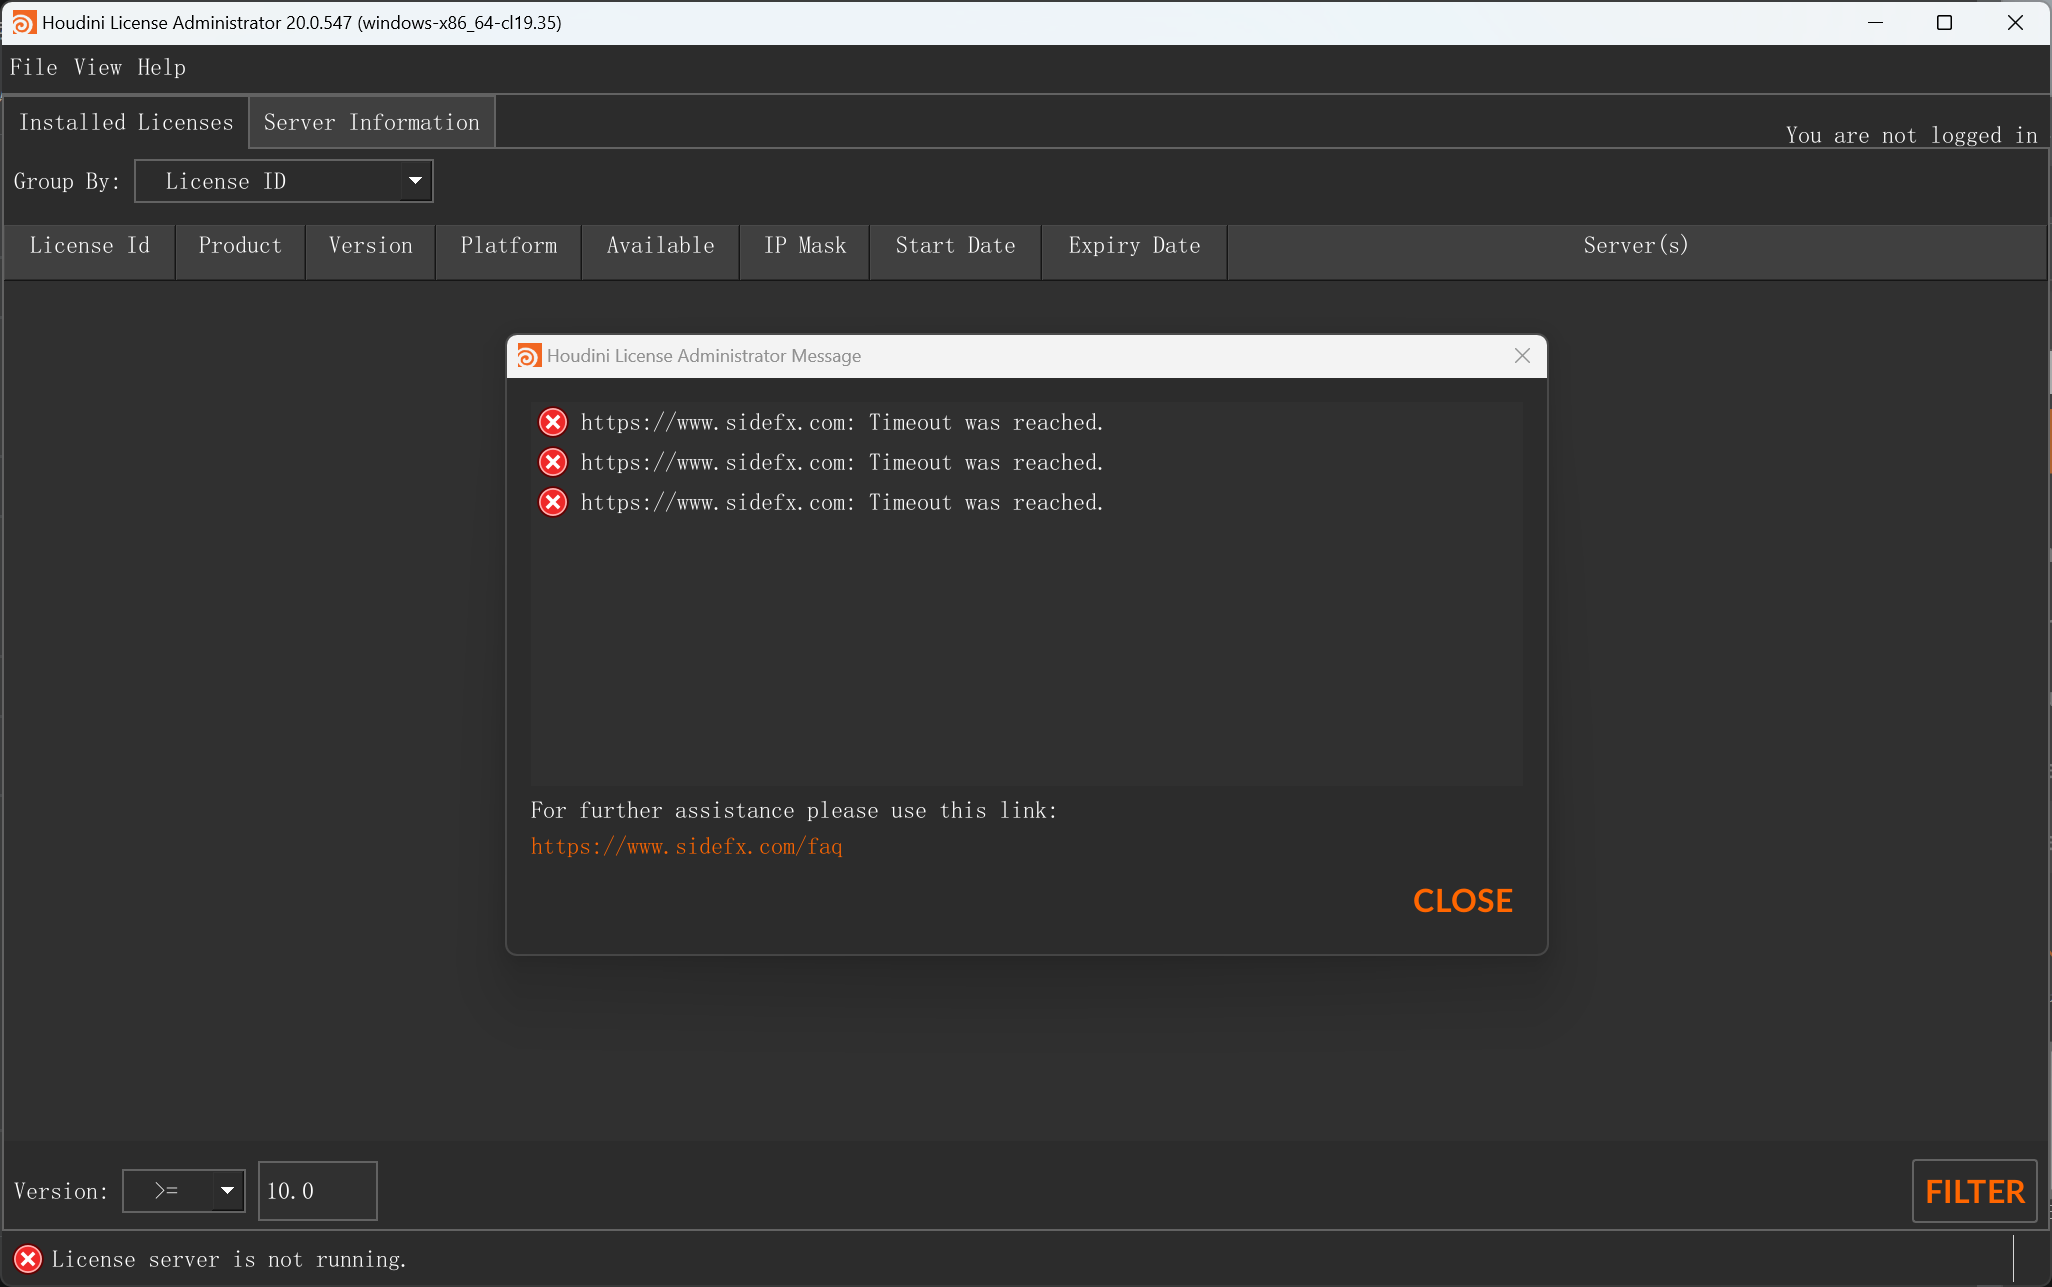 Houdini License Administrator 20.0.547 (windows-x86_64-cl19.35)
File View Help
Installed Licenses Server Information
You are not logged in
Group By: License ID
License Id Product Version Platform Available IP Mask Start Date Expiry Date Server(s)
Houdini License Administrator Message
https://www.sidefx.com: Timeout was reached.
https://www.sidefx.com: Timeout was reached.
https://www.sidefx.com: Timeout was reached.
For further assistance please use this link:
https://www.sidefx.com/faq
CLOSE
Version: >= 10.0 FILTER
License server is not running.